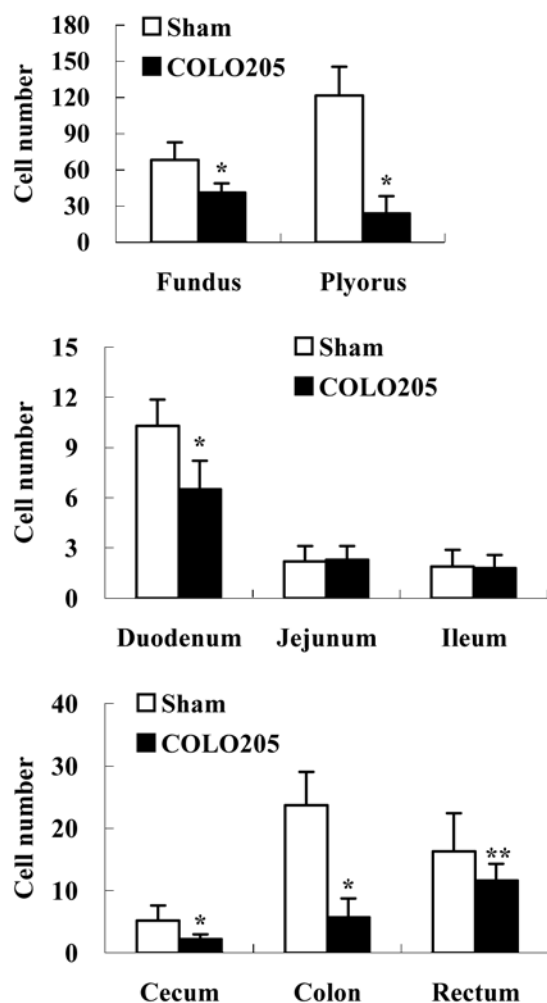 180
150
120
90
60
30
0
Cell number
Sham
COLO205
*
*
Fundus Plyorus
15
12
9
6
3
0
Cell number
Sham
COLO205
*
Duodenum Jejunum Ileum
40
30
20
10
0
Cell number
Sham
COLO205
*
*
**
Cecum Colon Rectum